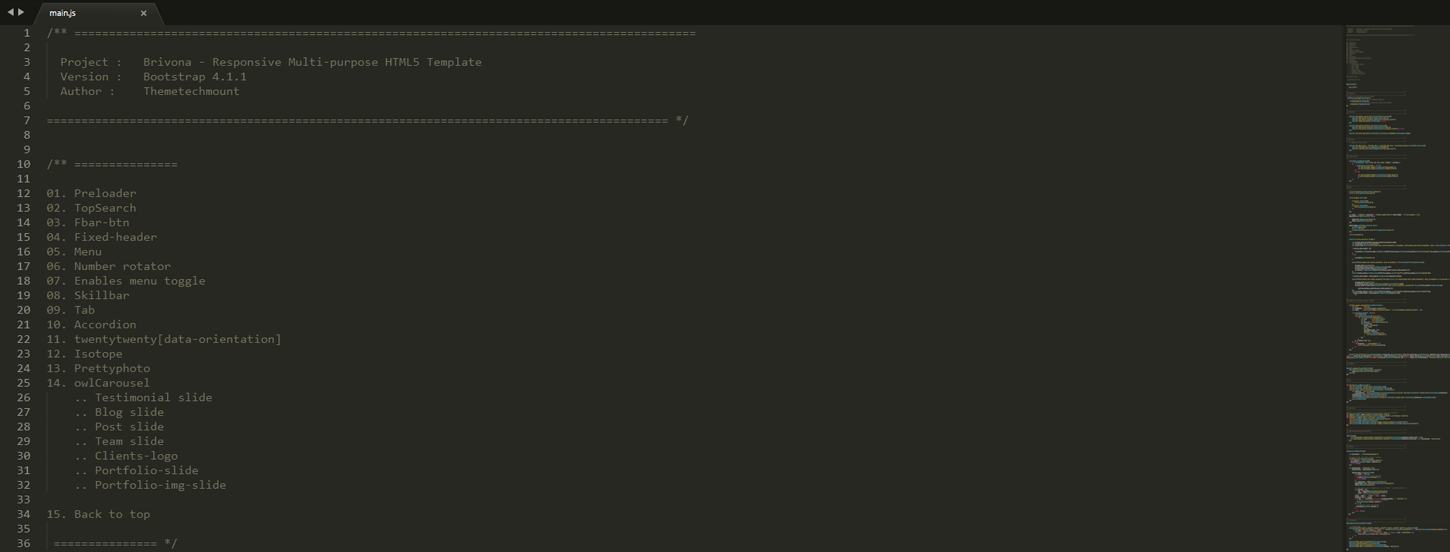 main.js
1 /** ==========================================================================================
2
3 Project : Brivona - Responsive Multi-purpose HTML5 Template
4 Version : Bootstrap 4.1.1
5 Author : Themetechmount
6
7 ========================================================================================== */
8
9
10 /** ===============
11
12 01. Preloader
13 02. TopSearch
14 03. Fbar-btn
15 04. Fixed-header
16 05. Menu
17 06. Number rotator
18 07. Enables menu toggle
19 08. Skillbar
20 09. Tab
21 10. Accordion
22 11. twentytwenty[data-orientation]
23 12. Isotope
24 13. Prettyphoto
25 14. owlCarousel
26 .. Testimonial slide
27 .. Blog slide
28 .. Post slide
29 .. Team slide
30 .. Clients-logo
31 .. Portfolio-slide
32 .. Portfolio-img-slide
33
34 15. Back to top
35
36 =============== */